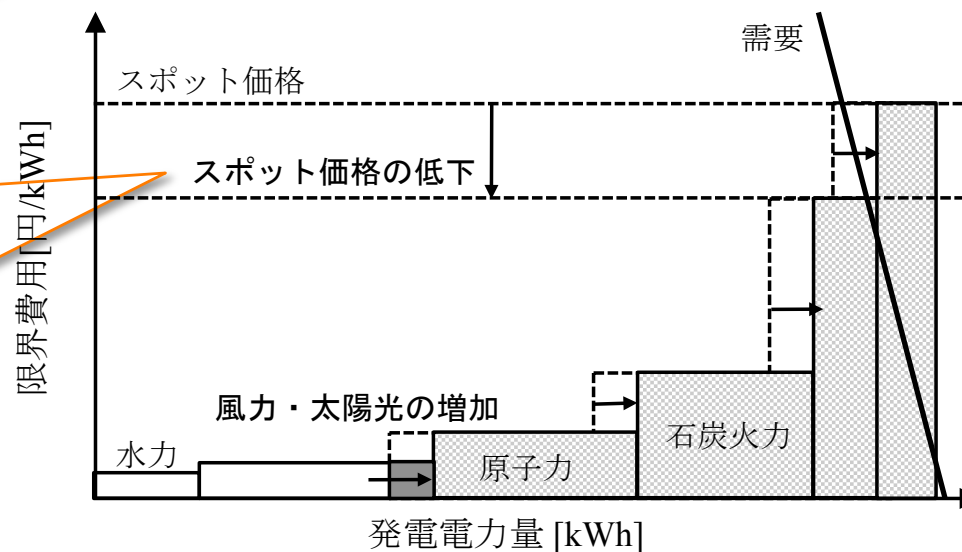 需要
スポット価格
スポット価格の低下
限界費用[円/kWh]
風力・太陽光の増加
水力
原子力
石炭火力
発電電力量 [kWh]